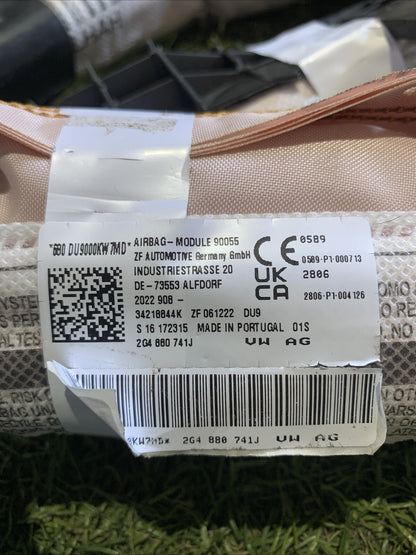 *6B0 DU9000KW7MD*
AIRBAG-MODULE 90055
ZF AUTOMOTIVE Germany GmbH
INDUSTRIESTRASSE 20
DE-73553 ALFDORF
2022 908 -
34218844K ZF 061222 DU9
S 16 172315 MADE IN PORTUGAL 01S
2G4 880 741J VW AG
CE 0589
0589-P1-000713
UKCA 2806
2806-P1-004126
KW7MD* 2G4 880 741J VW AG